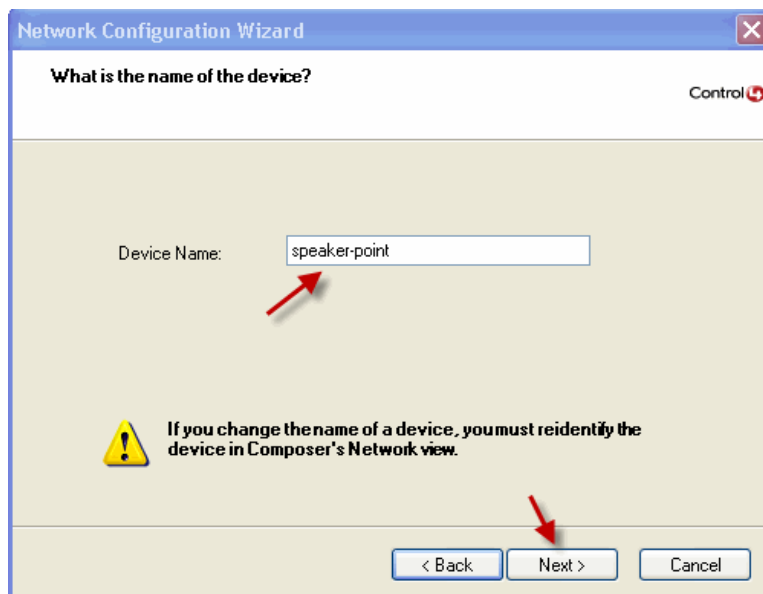 Network Configuration Wizard
What is the name of the device?
Control4
Device Name:
speaker-point
If you change the name of a device, you must reidentify the
device in Composer's Network view.
< Back
Next >
Cancel